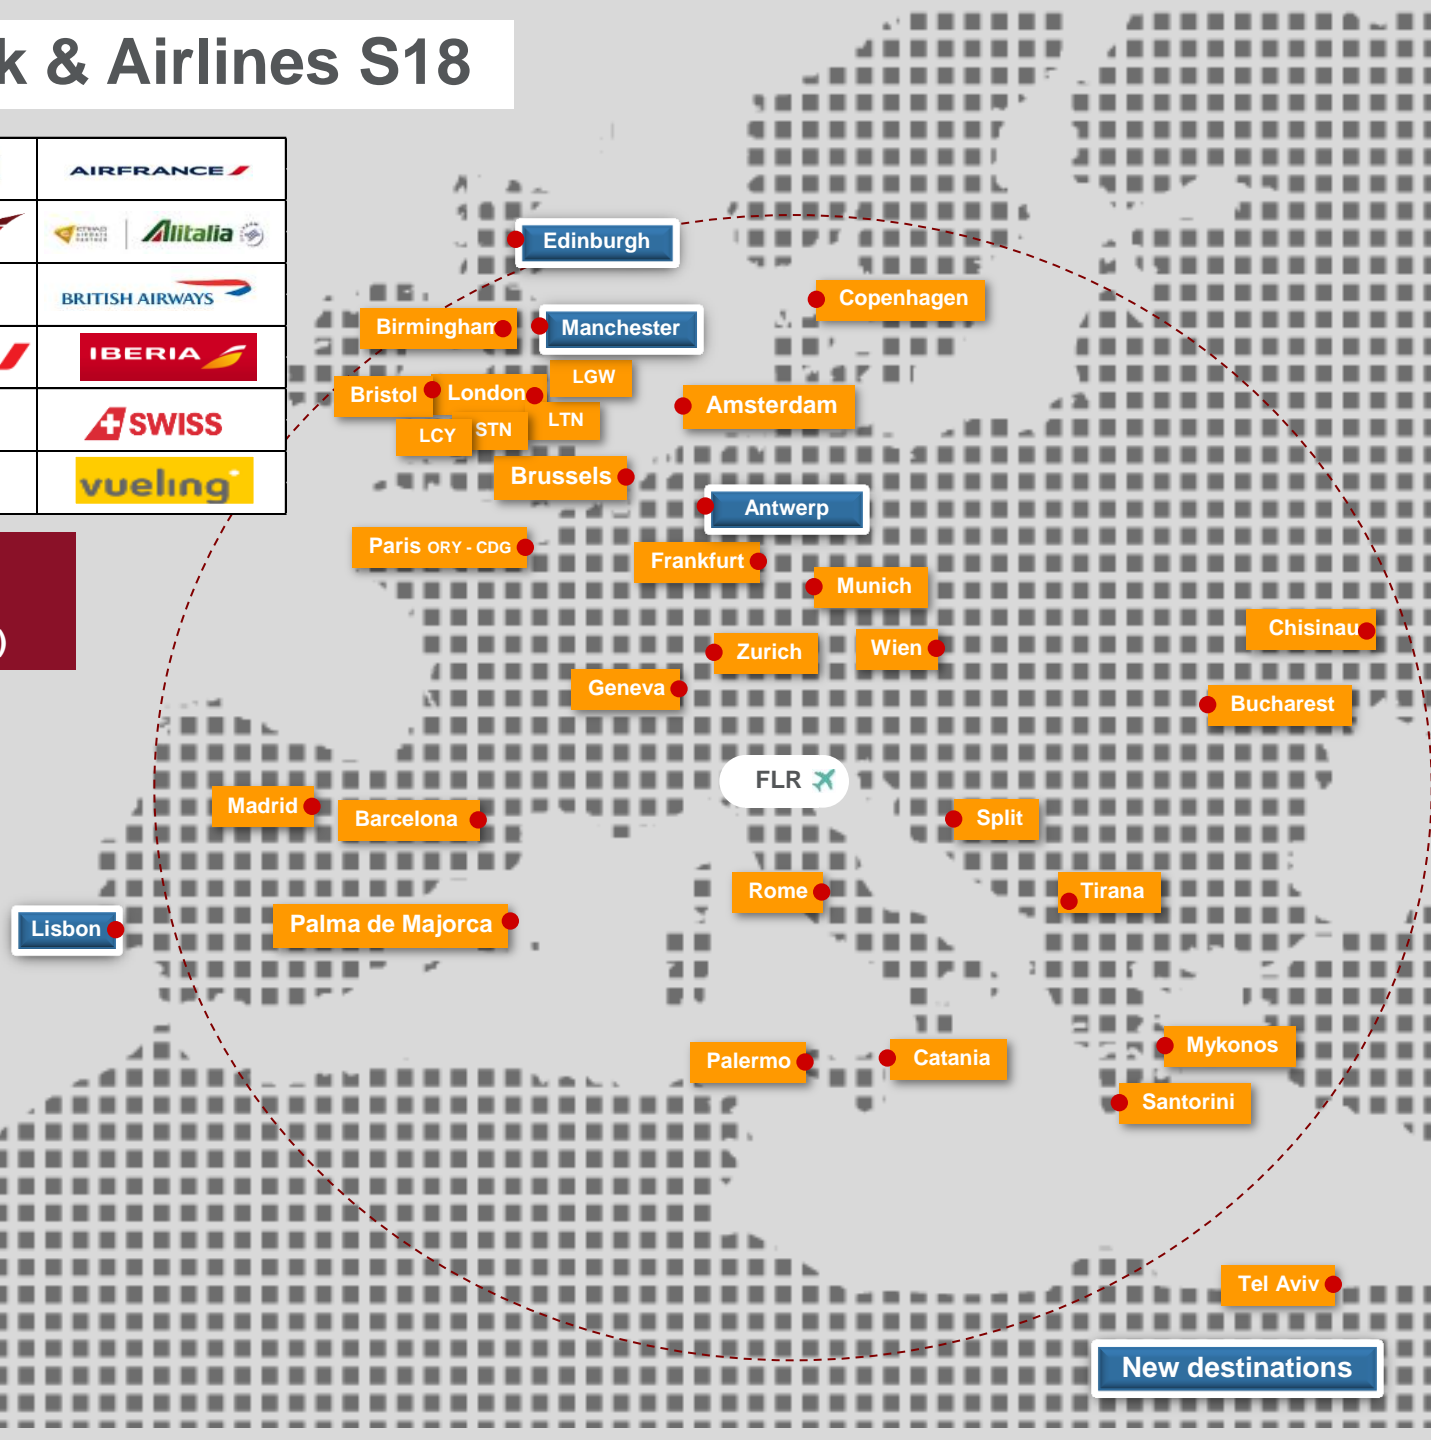 k & Airlines S18
AIRFRANCE
Alitalia
BRITISH AIRWAYS
IBERIA
SWISS
vueling
)
Edinburgh
Copenhagen
Birmingham
Manchester
LGW
Bristol
London
Amsterdam
LTN
STN
LCY
Brussels
Antwerp
Paris ORY - CDG
Frankfurt
Munich
Chisinau
Zurich
Wien
Geneva
Bucharest
FLR
Madrid
Barcelona
Split
Rome
Tirana
Lisbon
Palma de Majorca
Mykonos
Palermo
Catania
Santorini
Tel Aviv
New destinations